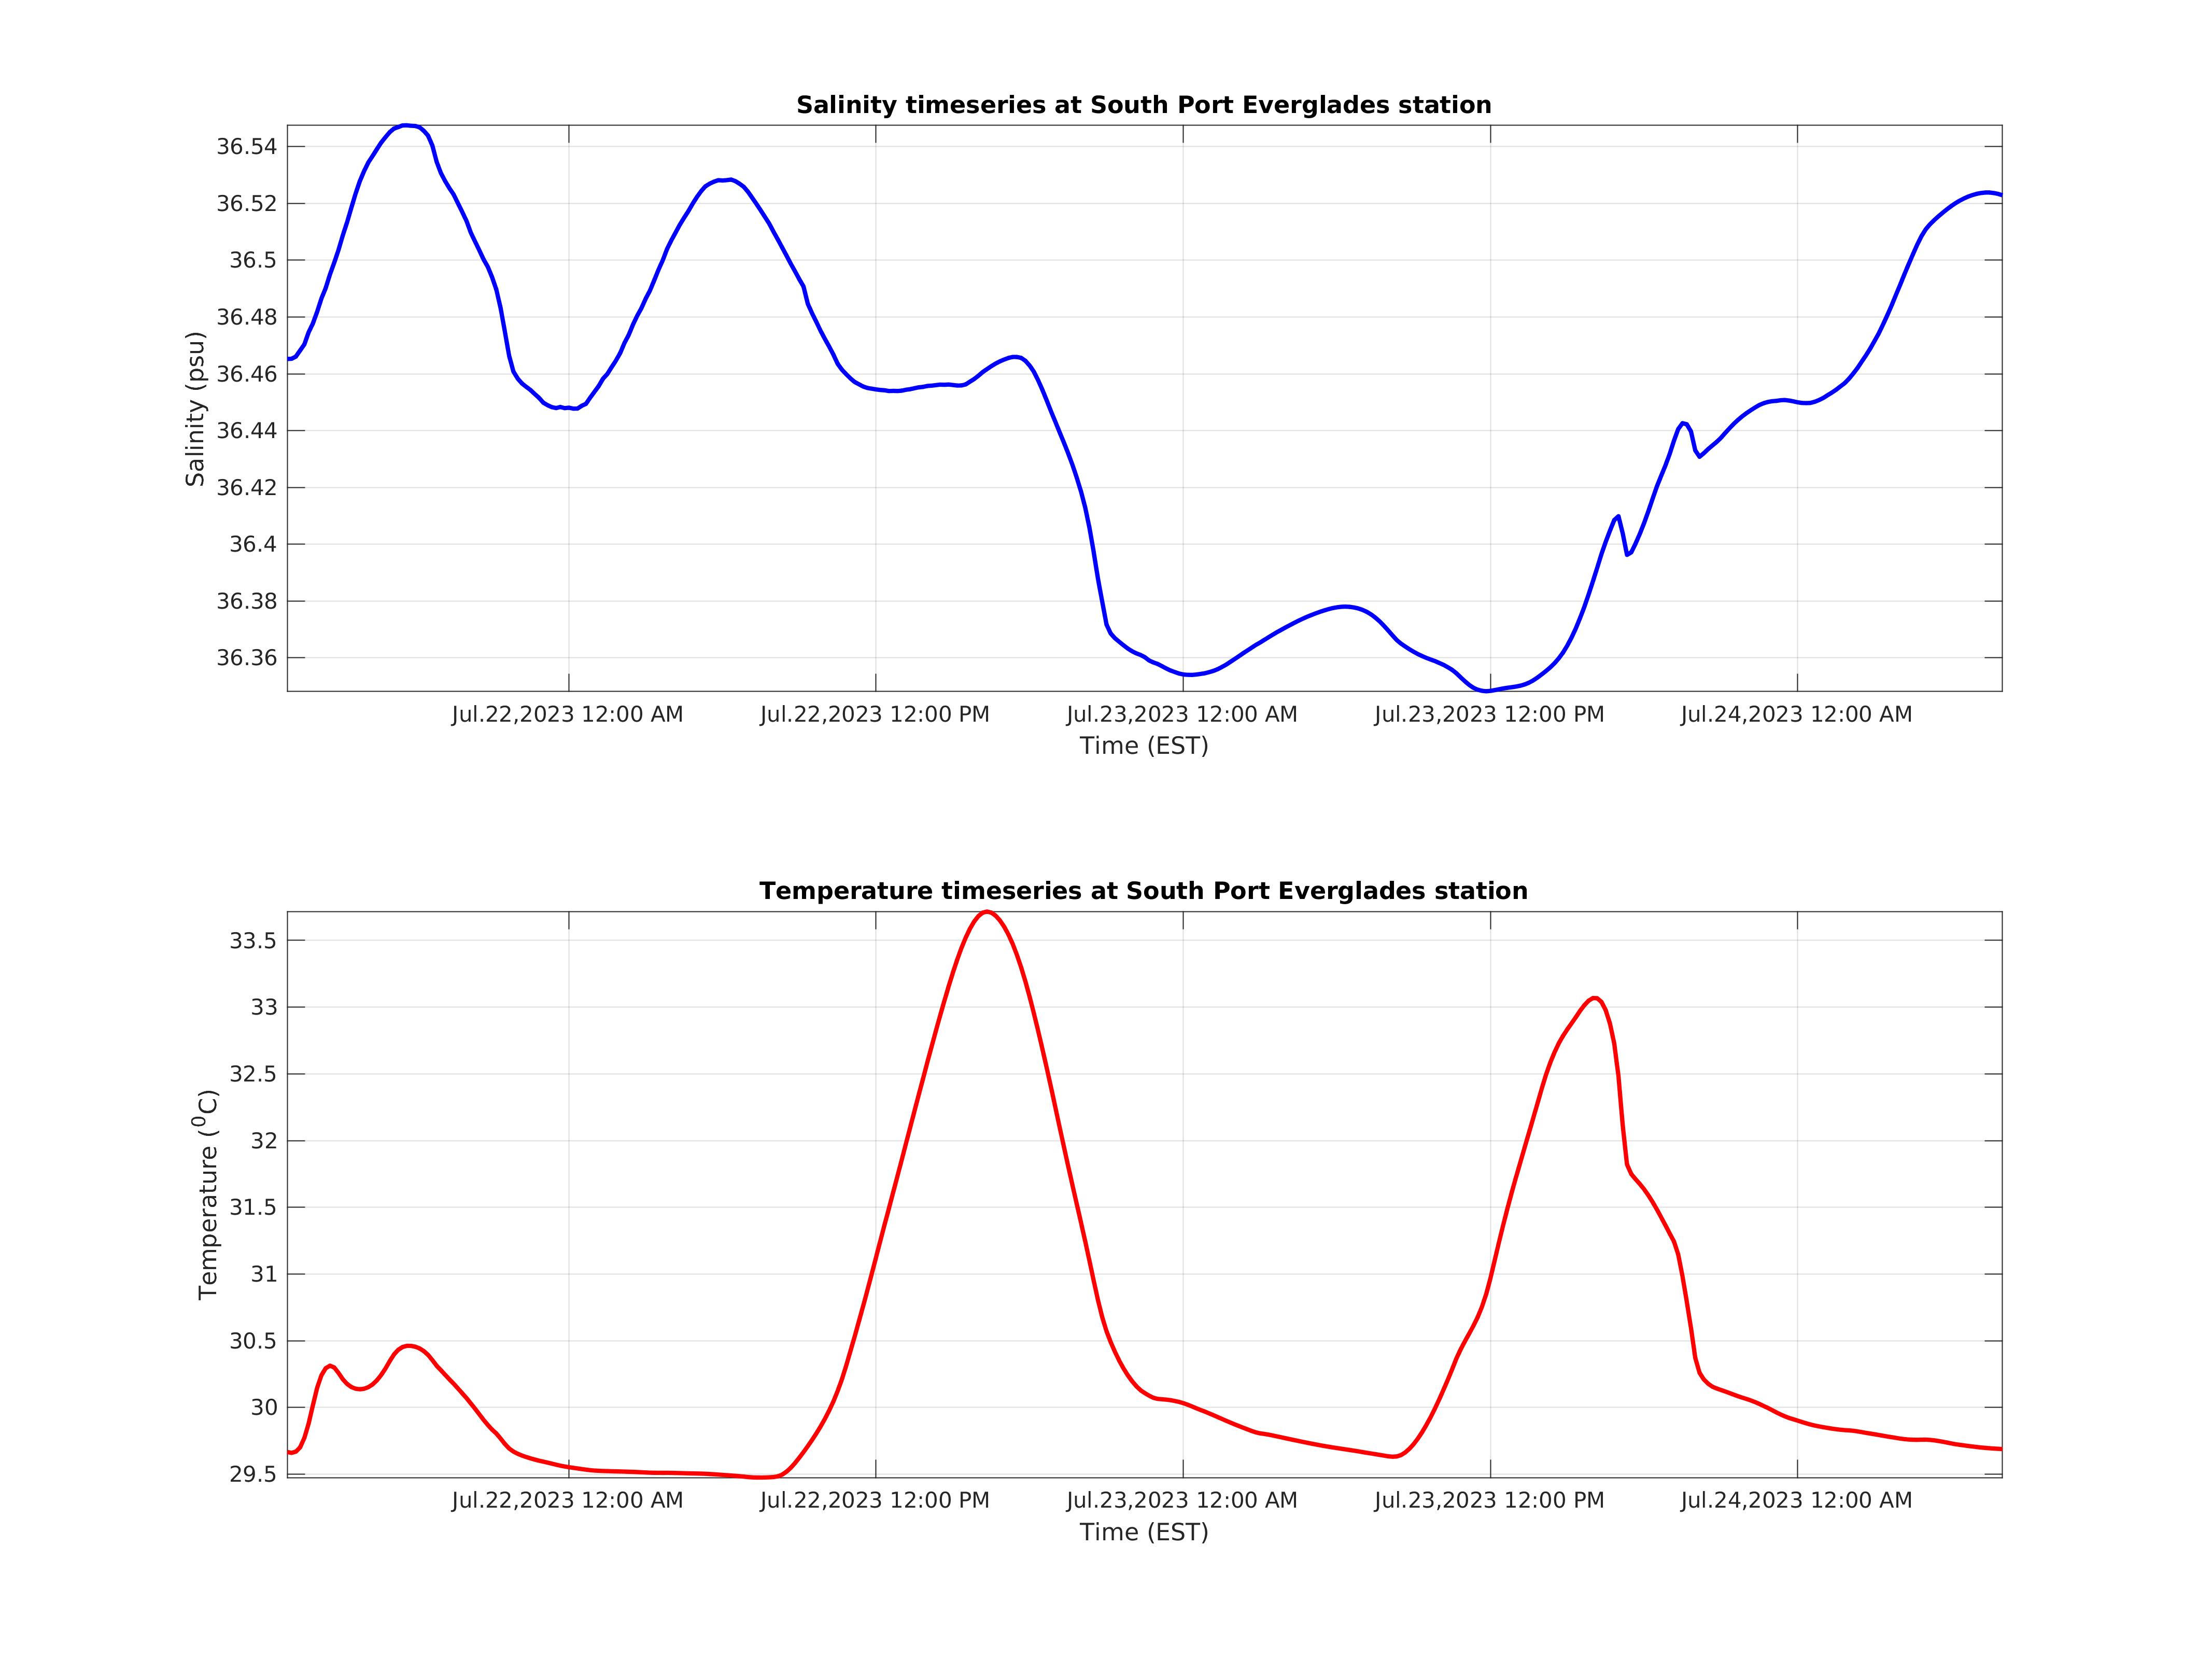 Salinity timeseries at South Port Everglades station
36.54
36.52
36.5
36.48
36.46
36.44
36.42
36.4
36.38
36.36
Salinity (psu)
Jul.22,2023 12:00 AM
Jul.22,2023 12:00 PM
Jul.23,2023 12:00 AM
Jul.23,2023 12:00 PM
Jul.24,2023 12:00 AM
Time (EST)
Temperature timeseries at South Port Everglades station
33.5
33
32.5
32
31.5
31
30.5
30
29.5
Temperature (⁰C)
Jul.22,2023 12:00 AM
Jul.22,2023 12:00 PM
Jul.23,2023 12:00 AM
Jul.23,2023 12:00 PM
Jul.24,2023 12:00 AM
Time (EST)